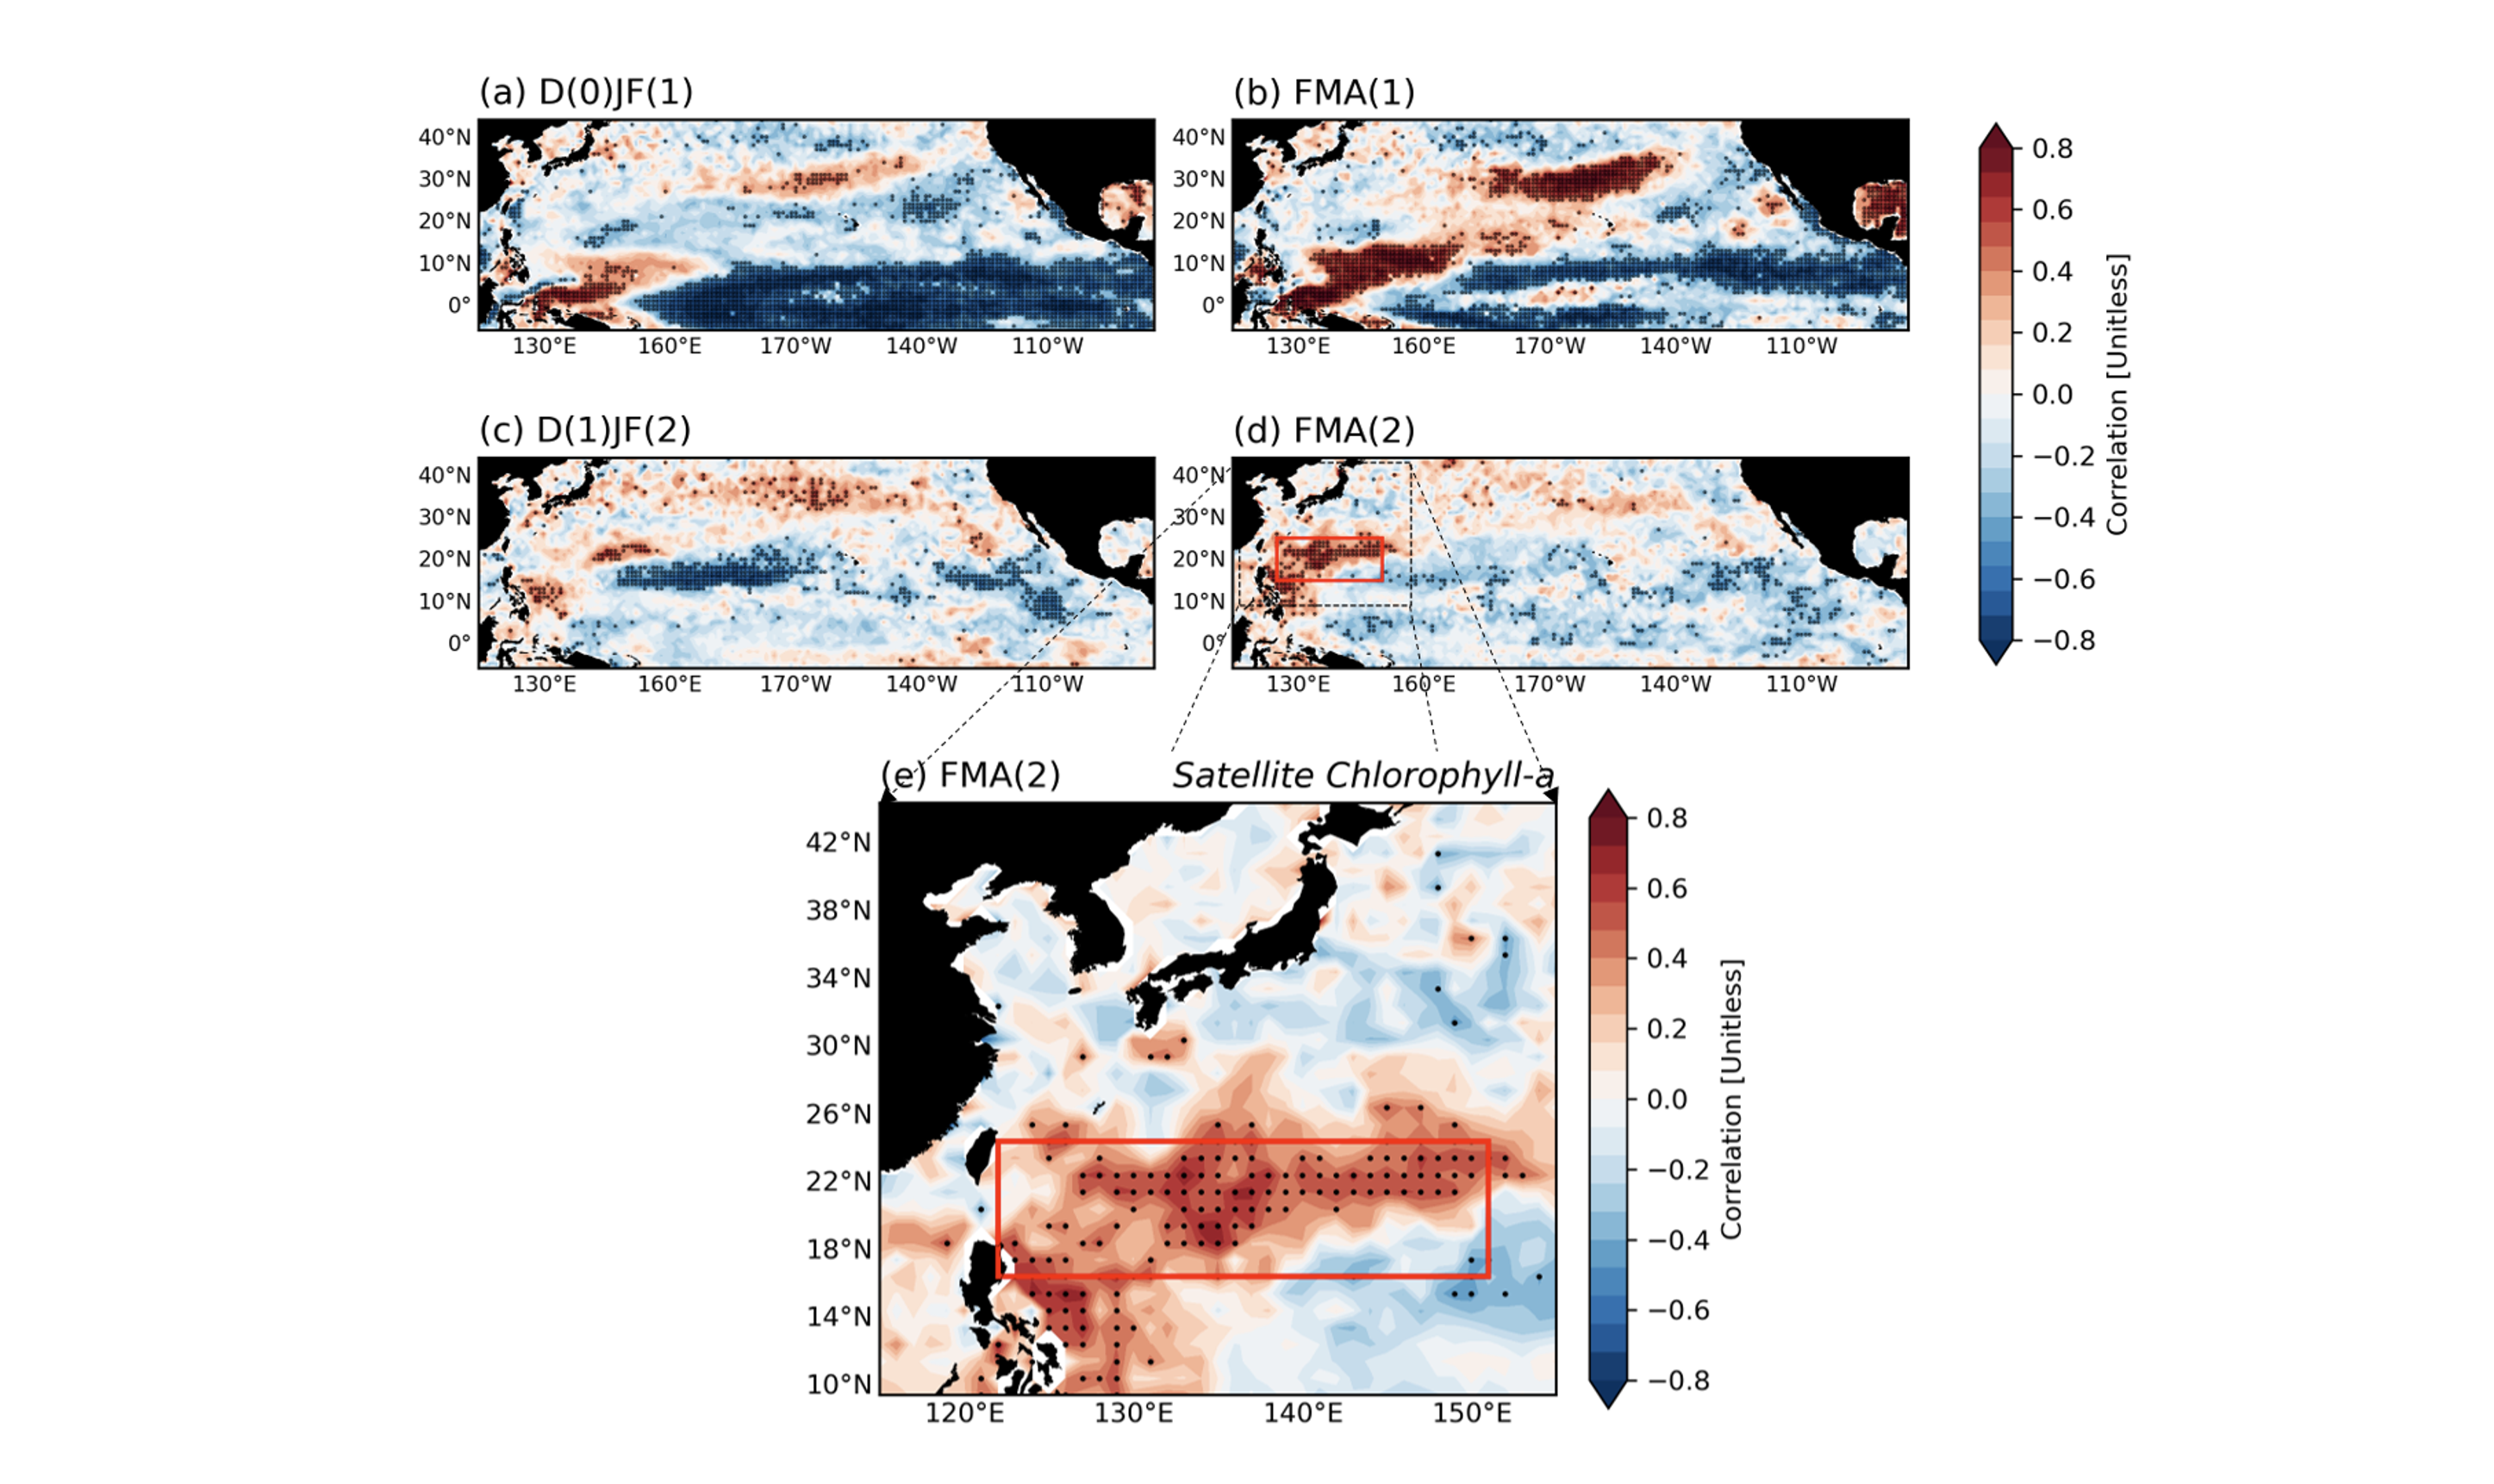 (a) D(0)JF(1)
40°N
30°N
20°N
10°N
0°
130°E 160°E 170°W 140°W 110°W
(b) FMA(1)
40°N
30°N
20°N
10°N
0°
130°E 160°E 170°W 140°W 110°W
0.8
0.6
0.4
0.2
0.0
−0.2
−0.4
−0.6
−0.8
Correlation [Unitless]
(c) D(1)JF(2)
40°N
30°N
20°N
10°N
0°
130°E 160°E 170°W 140°W 110°W
(d) FMA(2)
40°N
30°N
20°N
10°N
0°
130°E 160°E 170°W 140°W 110°W
(e) FMA(2) Satellite Chlorophyll-a
42°N
38°N
34°N
30°N
26°N
22°N
18°N
14°N
10°N
120°E 130°E 140°E 150°E
0.8
0.6
0.4
0.2
0.0
−0.2
−0.4
−0.6
−0.8
Correlation [Unitless]